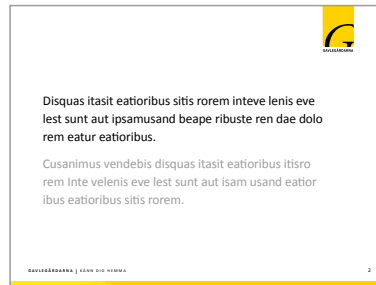 GAVLEGÅRDARNA
Disquas itasit eatioribus sitis rorem inteve lenis eve
lest sunt aut ipsamusand beape ribuste ren dae dolo
rem eatur eatioribus.
Cusanimus vendebis disquas itasit eatioribus itisro
rem Inte velenis eve lest sunt aut isam usand eatior
ibus eatioribus sitis rorem.
GAVLEGÅRDARNA | KÄNN DIG HEMMA
2